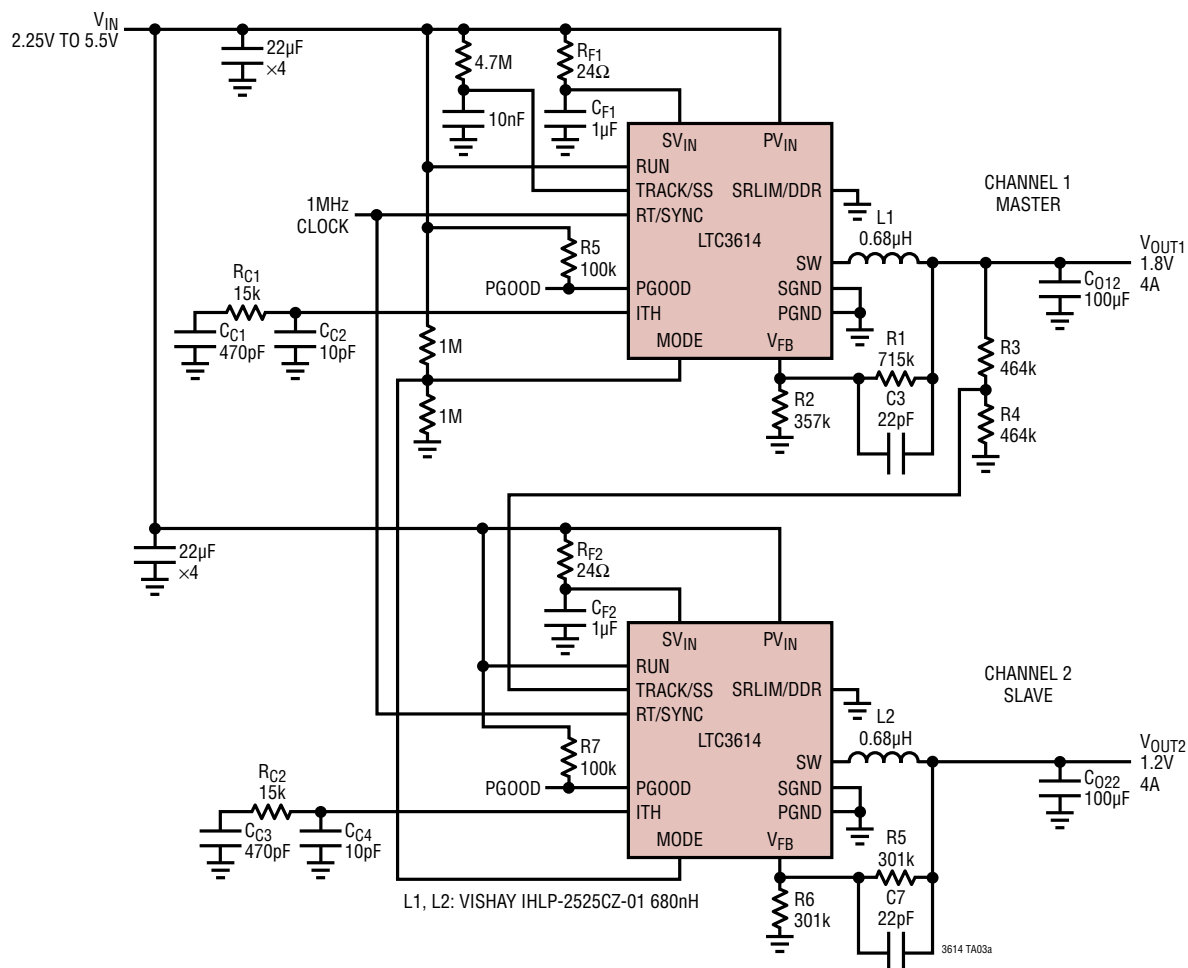 VIN
2.25V TO 5.5V
22µF
×4
4.7M
10nF
RF1
24Ω
CF1
1µF
SVIN
PVIN
RUN
TRACK/SS
SRLIM/DDR
1MHz
CLOCK
RT/SYNC
LTC3614
CHANNEL 1
MASTER
L1
0.68µH
R5
100k
SW
VOUT1
1.8V
4A
RC1
15k
PGOOD
PGOOD
SGND
CO12
100µF
ITH
PGND
CC1
470pF
CC2
10pF
MODE
VFB
1M
R1
715k
R3
464k
R2
357k
C3
22pF
1M
R4
464k
22µF
×4
RF2
24Ω
CF2
1µF
SVIN
PVIN
RUN
TRACK/SS
SRLIM/DDR
RT/SYNC
LTC3614
CHANNEL 2
SLAVE
L2
0.68µH
R7
100k
SW
VOUT2
1.2V
4A
RC2
15k
PGOOD
PGOOD
SGND
CO22
100µF
ITH
PGND
CC3
470pF
CC4
10pF
MODE
VFB
R5
301k
R6
301k
C7
22pF
L1, L2: VISHAY IHLP-2525CZ-01 680nH
3614 TA03a